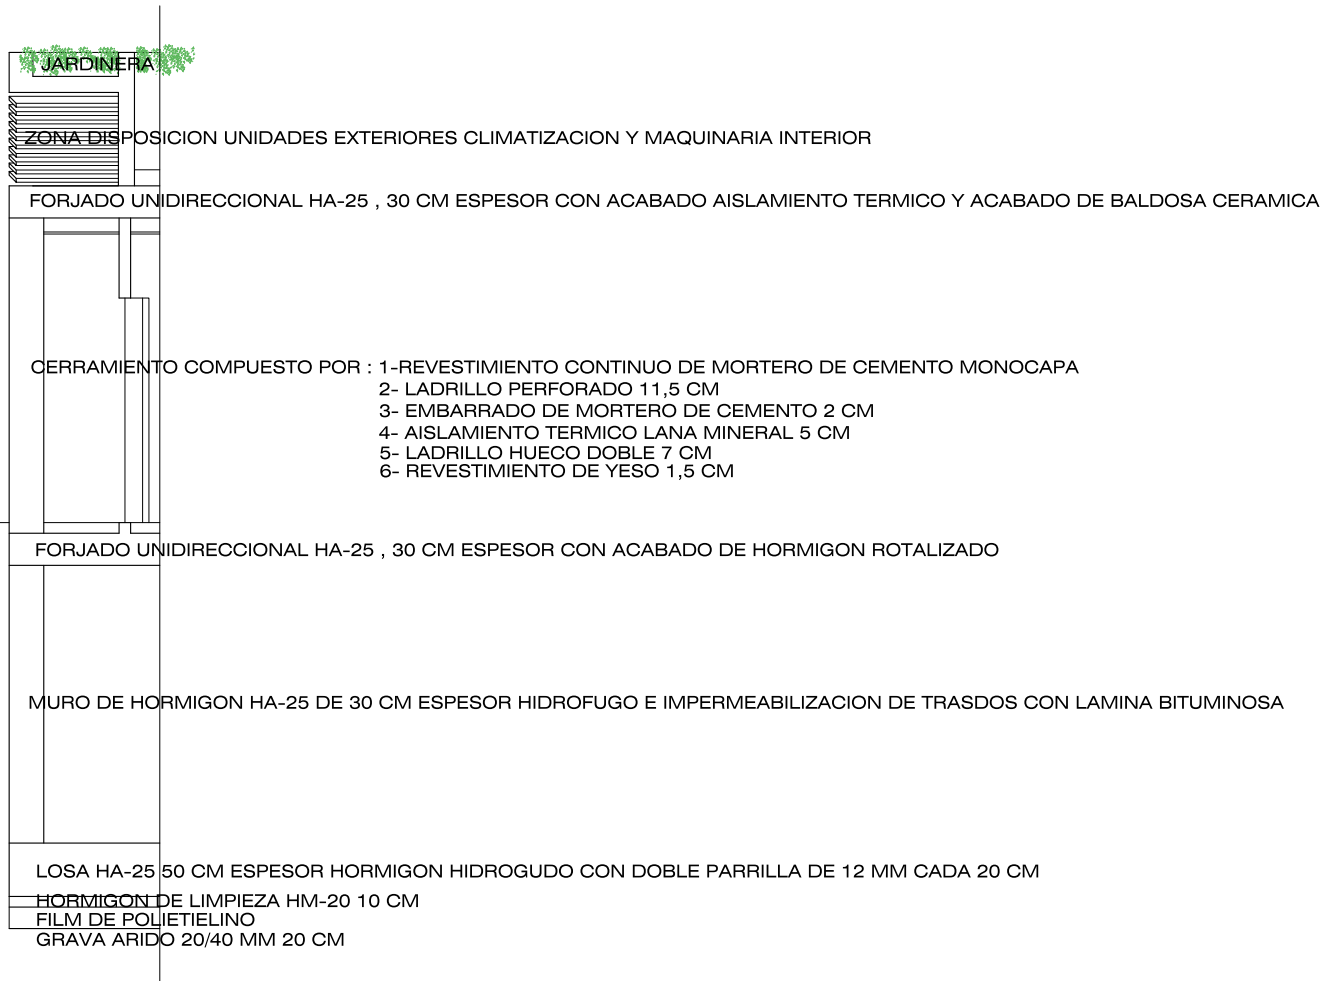 JARDINERA
ZONA DISPOSICION UNIDADES EXTERIORES CLIMATIZACION Y MAQUINARIA INTERIOR
FORJADO UNIDIRECCIONAL HA-25 , 30 CM ESPESOR CON ACABADO AISLAMIENTO TERMICO Y ACABADO DE BALDOSA CERAMICA
CERRAMIENTO COMPUESTO POR : 1-REVESTIMIENTO CONTINUO DE MORTERO DE CEMENTO MONOCAPA
2- LADRILLO PERFORADO 11,5 CM
3- EMBARRADO DE MORTERO DE CEMENTO 2 CM
4- AISLAMIENTO TERMICO LANA MINERAL 5 CM
5- LADRILLO HUECO DOBLE 7 CM
6- REVESTIMIENTO DE YESO 1,5 CM
FORJADO UNIDIRECCIONAL HA-25 , 30 CM ESPESOR CON ACABADO DE HORMIGON ROTALIZADO
MURO DE HORMIGON HA-25 DE 30 CM ESPESOR HIDROFUGO E IMPERMEABILIZACION DE TRASDOS CON LAMINA BITUMINOSA
LOSA HA-25 50 CM ESPESOR HORMIGON HIDROGUDO CON DOBLE PARRILLA DE 12 MM CADA 20 CM
HORMIGON DE LIMPIEZA HM-20 10 CM
FILM DE POLIETIELINO
GRAVA ARIDO 20/40 MM 20 CM